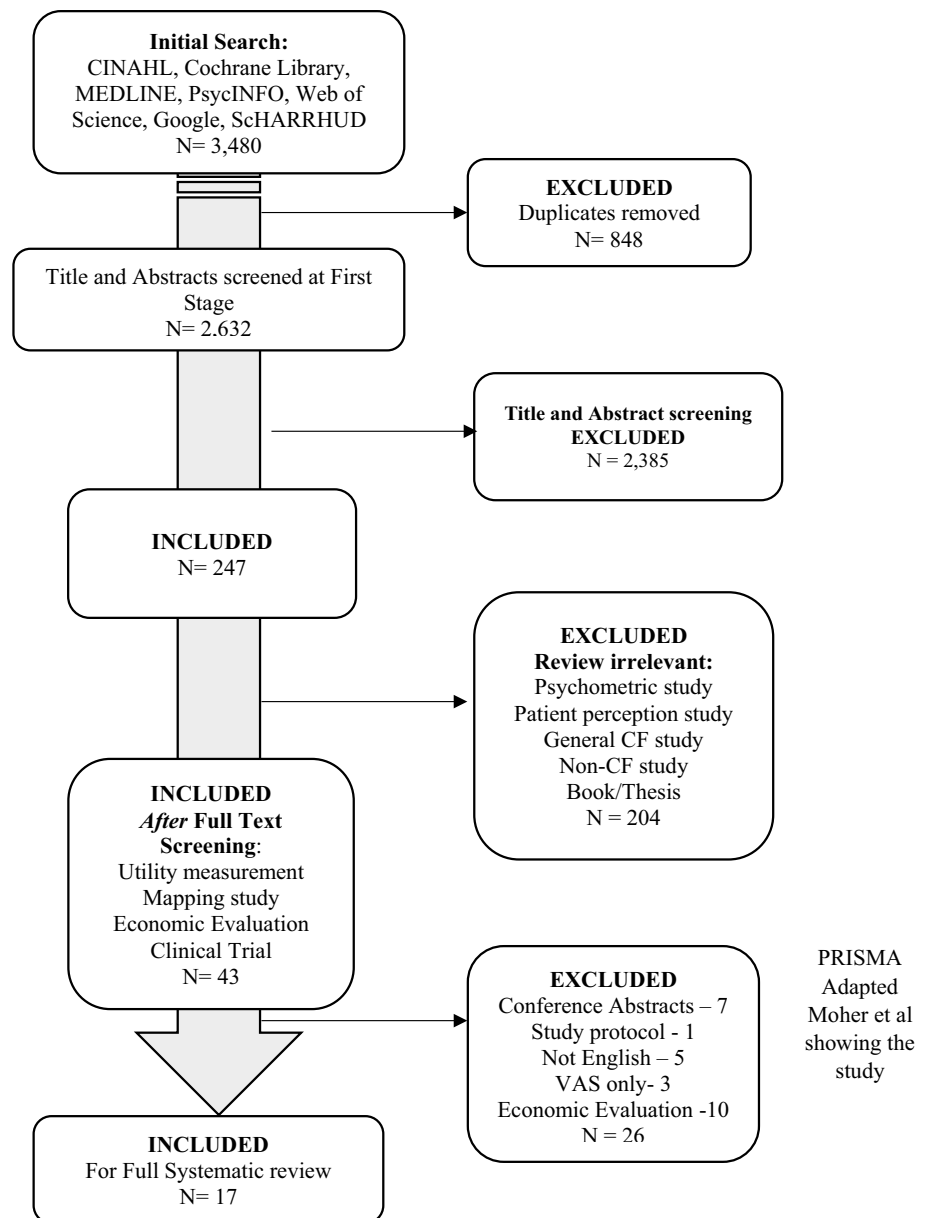 Initial Search:
CINAHL, Cochrane Library,
MEDLINE, PsycINFO, Web of
Science, Google, ScHARRHUD
N= 3,480
EXCLUDED
Duplicates removed
N= 848
Title and Abstracts screened at First
Stage
N= 2,632
Title and Abstract screening
EXCLUDED
N = 2,385
INCLUDED
N= 247
EXCLUDED
Review irrelevant:
Psychometric study
Patient perception study
General CF study
Non-CF study
Book/Thesis
N = 204
INCLUDED
After Full Text
Screening:
Utility measurement
Mapping study
Economic Evaluation
Clinical Trial
N= 43
EXCLUDED
Conference Abstracts – 7
Study protocol - 1
Not English – 5
VAS only- 3
Economic Evaluation -10
N = 26
PRISMA
Adapted
Moher et al
showing the
study
INCLUDED
For Full Systematic review
N= 17